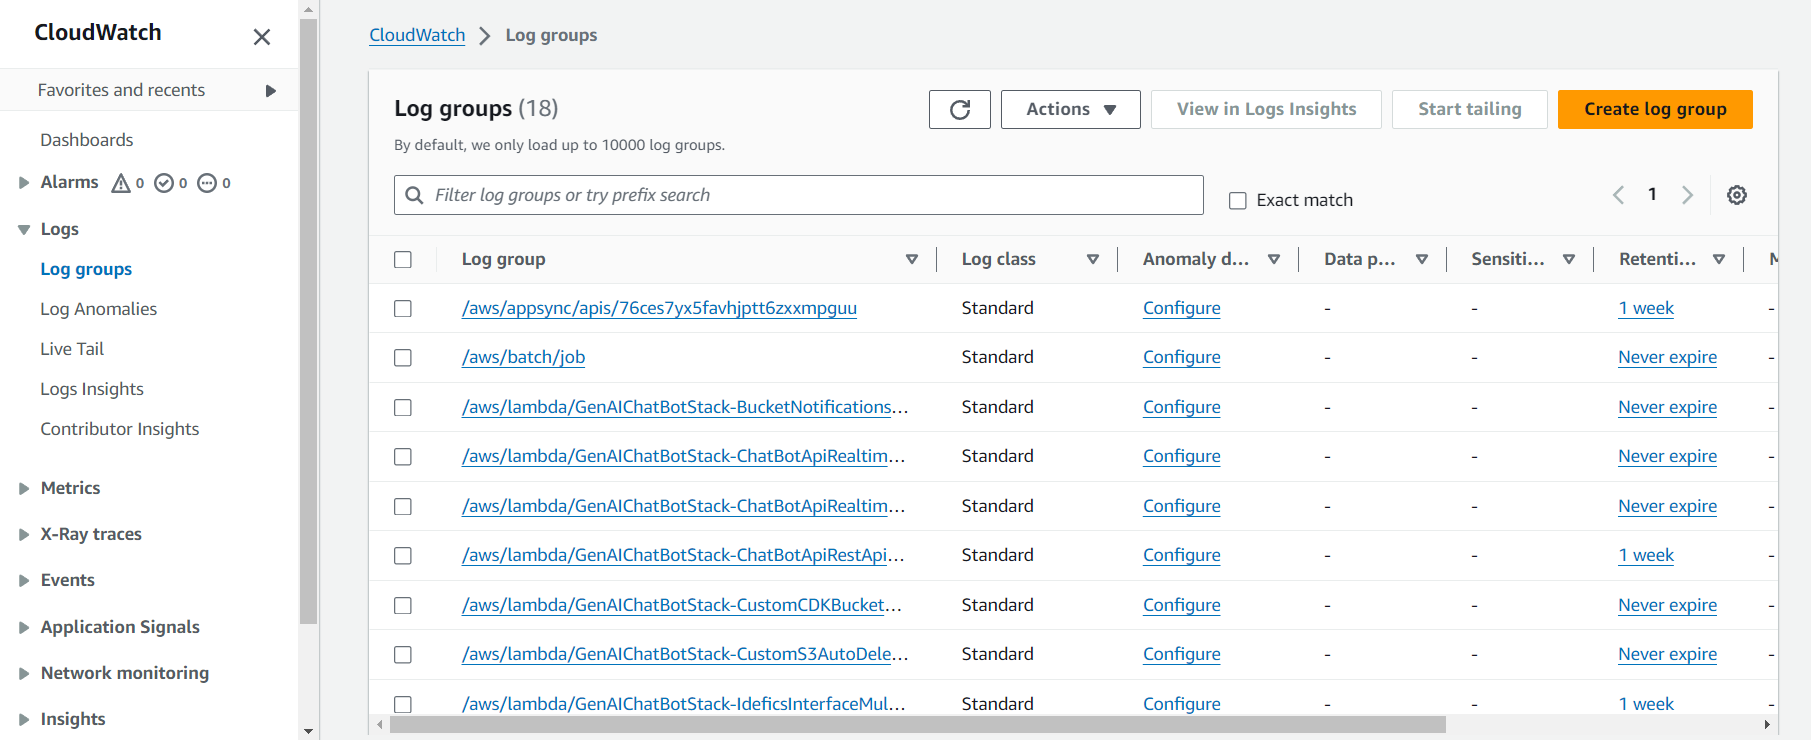 CloudWatch
Favorites and recents
Dashboards
Alarms 0 0 0
Logs
Log groups
Log Anomalies
Live Tail
Logs Insights
Contributor Insights
Metrics
X-Ray traces
Events
Application Signals
Network monitoring
Insights
CloudWatch > Log groups
Log groups (18)
Actions
View in Logs Insights
Start tailing
Create log group
By default, we only load up to 10000 log groups.
Filter log groups or try prefix search
Exact match
1
Log group Log class Anomaly d... Data p... Sensiti... Retenti... M
/aws/appsync/apis/76ces7yx5favhjptt6zxxmpguu Standard Configure - - 1 week -
/aws/batch/job Standard Configure - - Never expire -
/aws/lambda/GenAIChatBotStack-BucketNotifications... Standard Configure - - Never expire -
/aws/lambda/GenAIChatBotStack-ChatBotApiRealtim... Standard Configure - - Never expire -
/aws/lambda/GenAIChatBotStack-ChatBotApiRealtim... Standard Configure - - Never expire -
/aws/lambda/GenAIChatBotStack-ChatBotApiRestApi... Standard Configure - - 1 week -
/aws/lambda/GenAIChatBotStack-CustomCDKBucket... Standard Configure - - Never expire -
/aws/lambda/GenAIChatBotStack-CustomS3AutoDele... Standard Configure - - Never expire -
/aws/lambda/GenAIChatBotStack-IdeficsInterfaceMul... Standard Configure - - 1 week -